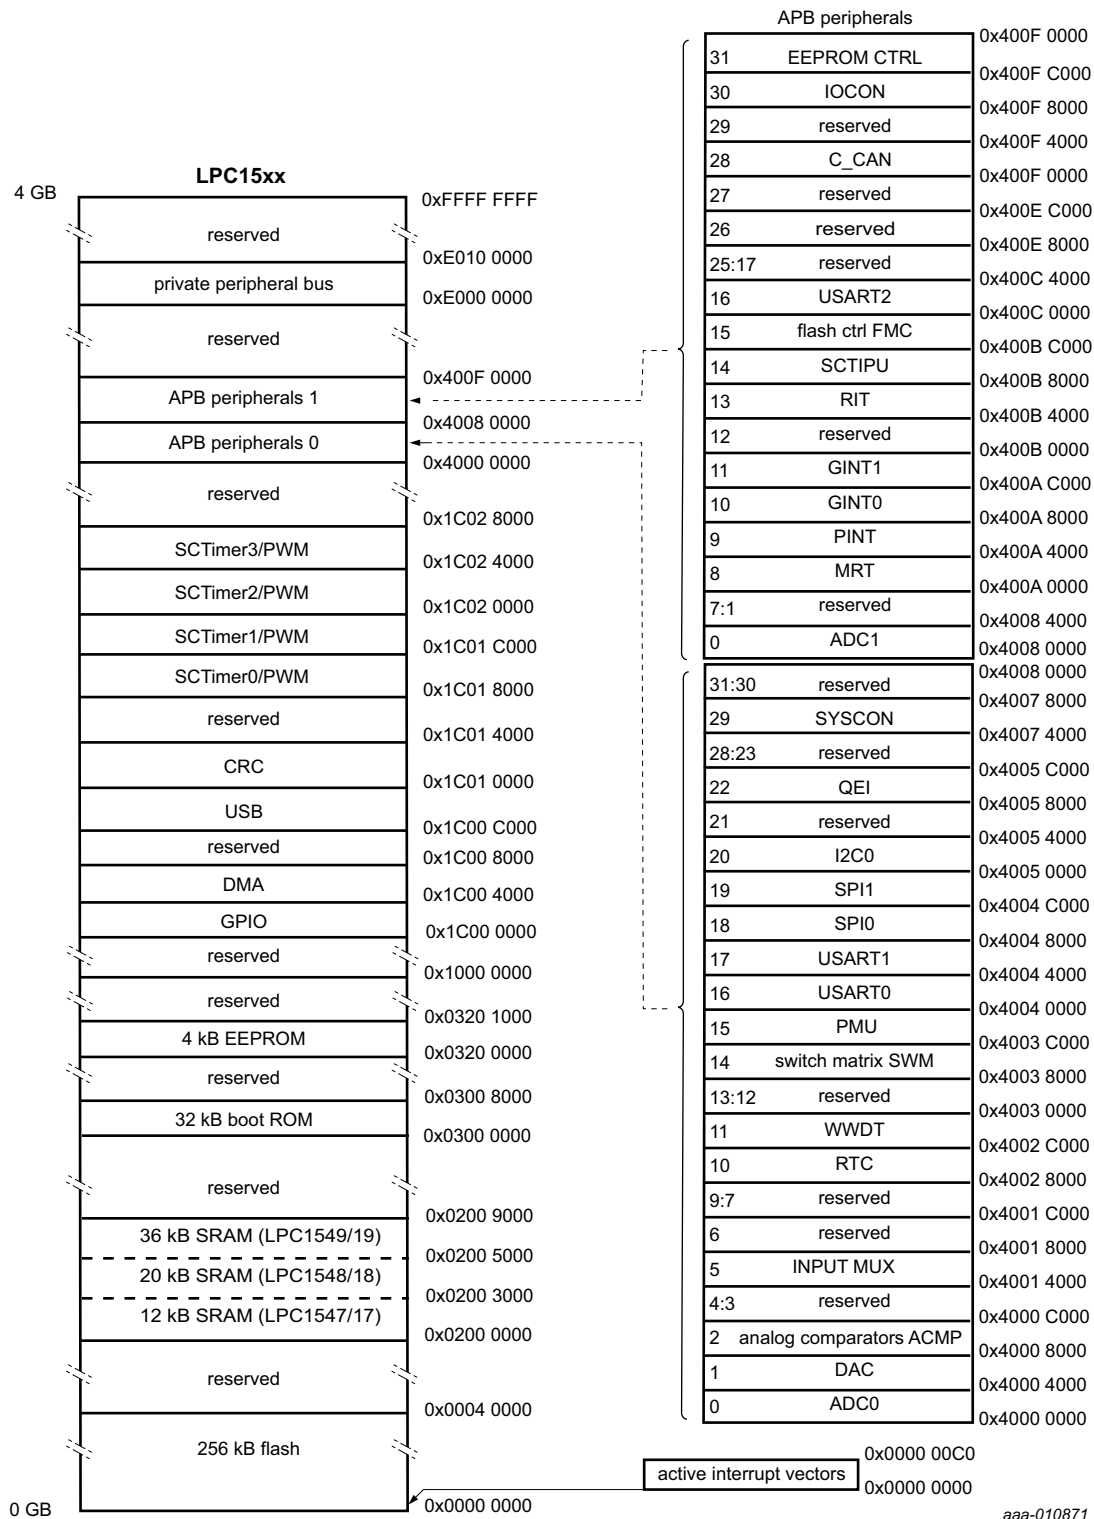 APB peripherals
0x400F 0000
31 EEPROM CTRL
0x400F C000
30 IOCON
0x400F 8000
29 reserved
0x400F 4000
28 C_CAN
0x400F 0000
27 reserved
0x400E C000
26 reserved
0x400E 8000
25:17 reserved
0x400C 4000
16 USART2
0x400C 0000
15 flash ctrl FMC
0x400B C000
14 SCTIPU
0x400B 8000
13 RIT
0x400B 4000
12 reserved
0x400B 0000
11 GINT1
0x400A C000
10 GINT0
0x400A 8000
9 PINT
0x400A 4000
8 MRT
0x400A 0000
7:1 reserved
0x4008 4000
0 ADC1
0x4008 0000
0x4008 0000
31:30 reserved
0x4007 8000
29 SYSCON
0x4007 4000
28:23 reserved
0x4005 C000
22 QEI
0x4005 8000
21 reserved
0x4005 4000
20 I2C0
0x4005 0000
19 SPI1
0x4004 C000
18 SPI0
0x4004 8000
17 USART1
0x4004 4000
16 USART0
0x4004 0000
15 PMU
0x4003 C000
14 switch matrix SWM
0x4003 8000
13:12 reserved
0x4003 0000
11 WWDT
0x4002 C000
10 RTC
0x4002 8000
9:7 reserved
0x4001 C000
6 reserved
0x4001 8000
5 INPUT MUX
0x4001 4000
4:3 reserved
0x4000 C000
2 analog comparators ACMP
0x4000 8000
1 DAC
0x4000 4000
0 ADC0
0x4000 0000
LPC15xx
4 GB
0xFFFF FFFF
reserved
0xE010 0000
private peripheral bus
0xE000 0000
reserved
0x400F 0000
APB peripherals 1
0x4008 0000
APB peripherals 0
0x4000 0000
reserved
0x1C02 8000
SCTimer3/PWM
0x1C02 4000
SCTimer2/PWM
0x1C02 0000
SCTimer1/PWM
0x1C01 C000
SCTimer0/PWM
0x1C01 8000
reserved
0x1C01 4000
CRC
0x1C01 0000
USB
0x1C00 C000
reserved
0x1C00 8000
DMA
0x1C00 4000
GPIO
0x1C00 0000
reserved
0x1000 0000
reserved
0x0320 1000
4 kB EEPROM
0x0320 0000
reserved
0x0300 8000
32 kB boot ROM
0x0300 0000
reserved
0x0200 9000
36 kB SRAM (LPC1549/19)
0x0200 5000
20 kB SRAM (LPC1548/18)
0x0200 3000
12 kB SRAM (LPC1547/17)
0x0200 0000
reserved
0x0004 0000
256 kB flash
0x0000 0000
0 GB
0x0000 00C0
active interrupt vectors
0x0000 0000
aaa-010871